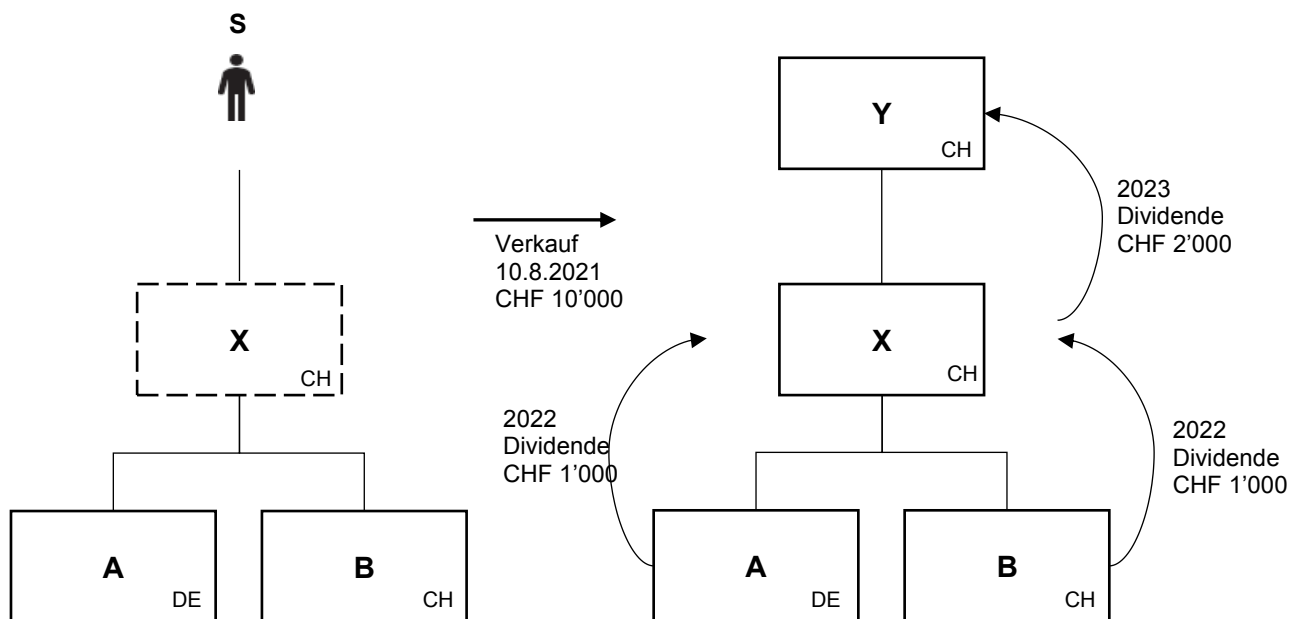 S
X
CH
A
DE
B
CH
Verkauf
10.8.2021
CHF 10’000
Y
CH
2023
Dividende
CHF 2’000
X
CH
2022
Dividende
CHF 1’000
2022
Dividende
CHF 1’000
A
DE
B
CH